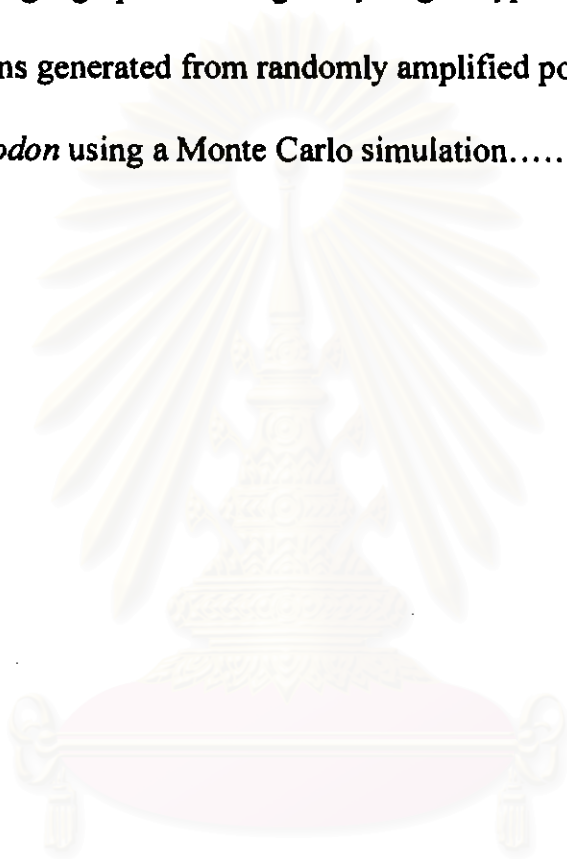 ns generated from randomly amplified po
odon using a Monte Carlo simulation.....